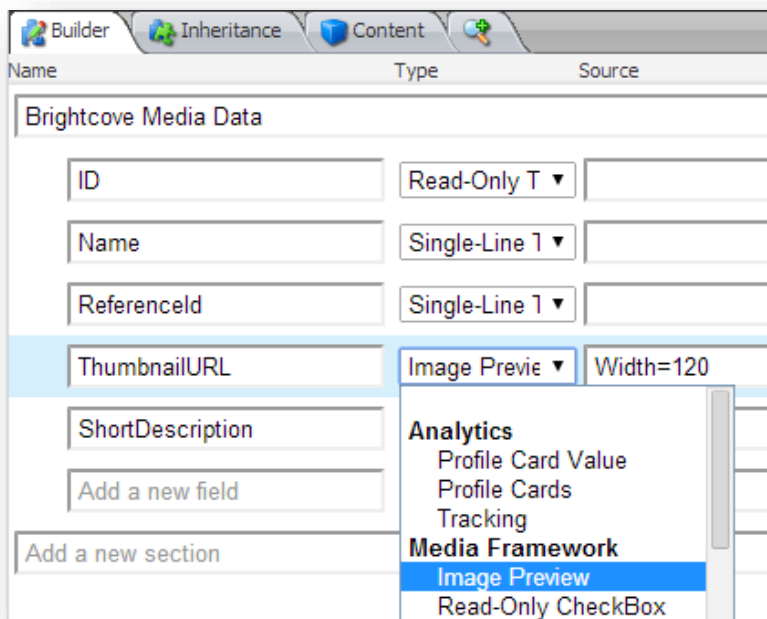 Builder Inheritance Content
Name Type Source
Brightcove Media Data
ID Read-Only T
Name Single-Line T
ReferenceId Single-Line T
ThumbnailURL Image Previe Width=120
ShortDescription
Analytics
Profile Card Value
Add a new field Profile Cards
Tracking
Add a new section Media Framework
Image Preview
Read-Only CheckBox